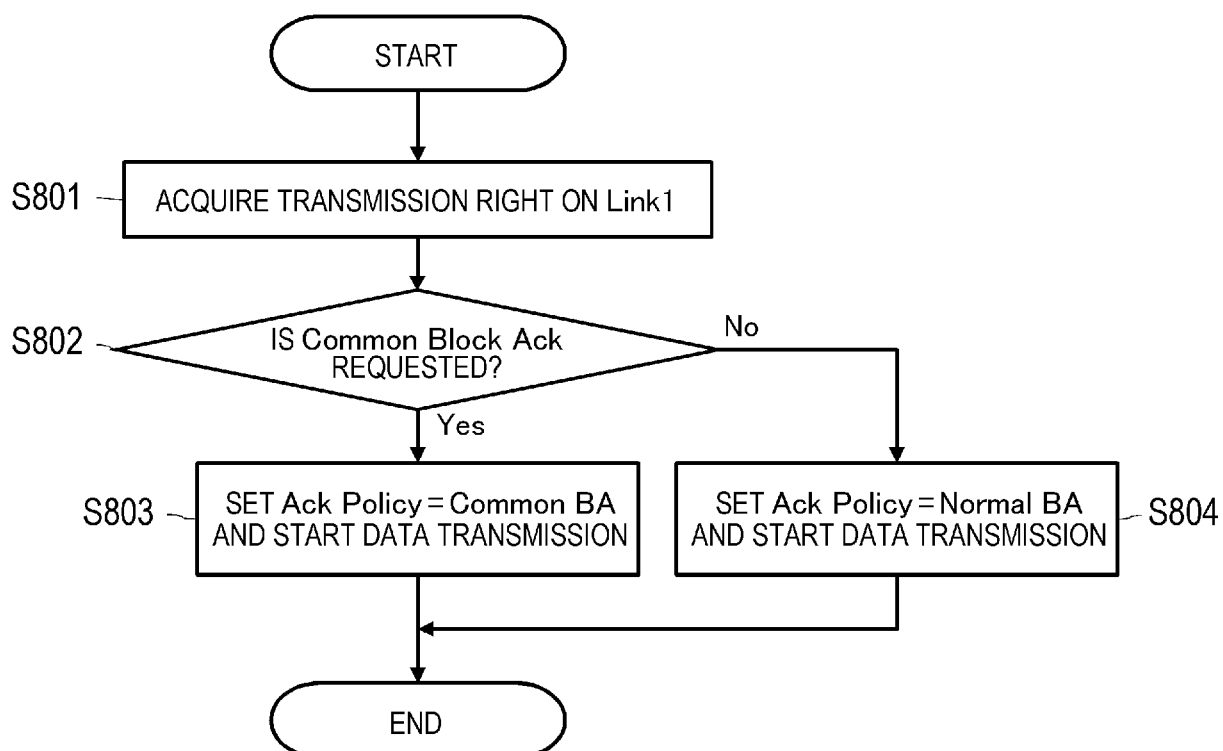 START
S801
ACQUIRE TRANSMISSION RIGHT ON Link1
S802
IS Common Block Ack
REQUESTED?
No
Yes
S803
SET Ack Policy=Common BA
AND START DATA TRANSMISSION
SET Ack Policy=Normal BA
AND START DATA TRANSMISSION
S804
END